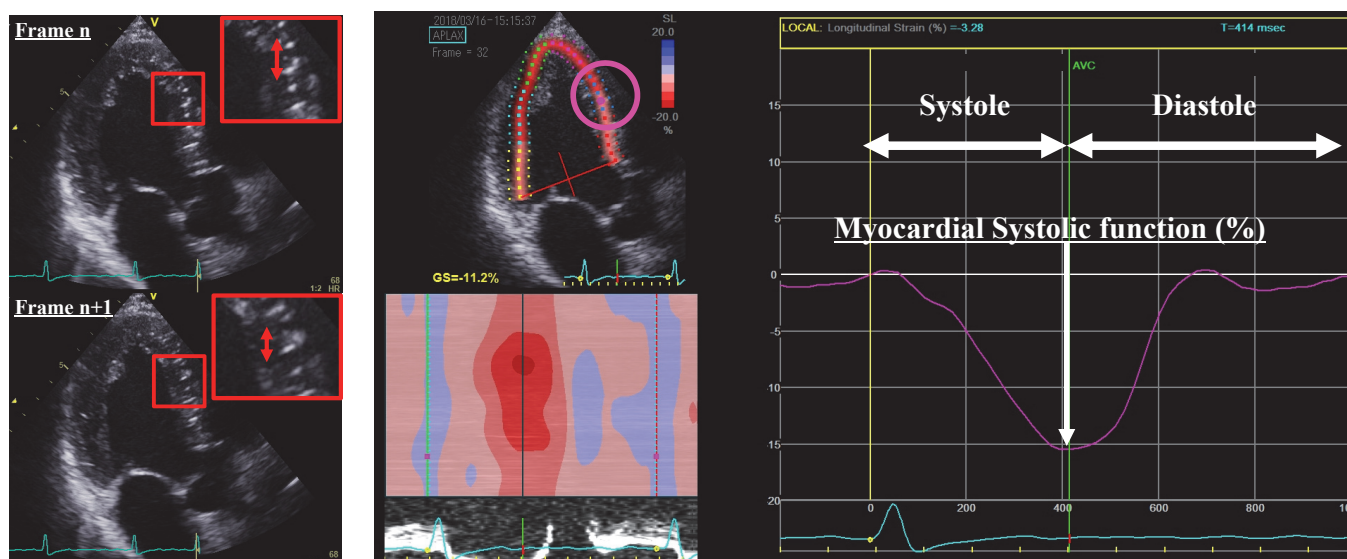 Frame n
V
5
68
1:2 HR
Frame n+1
V
5
68
2018/03/16-15:15:37
APLAX
Frame = 32
SL
20.0
-20.0
%
GS=-11.2%
LOCAL: Longitudinal Strain (%) =-3.28 T=414 msec
AVC
Systole
Diastole
15
10
5
Myocardial Systolic function (%)
0
-5
-10
-15
20
0 200 400 600 800 100